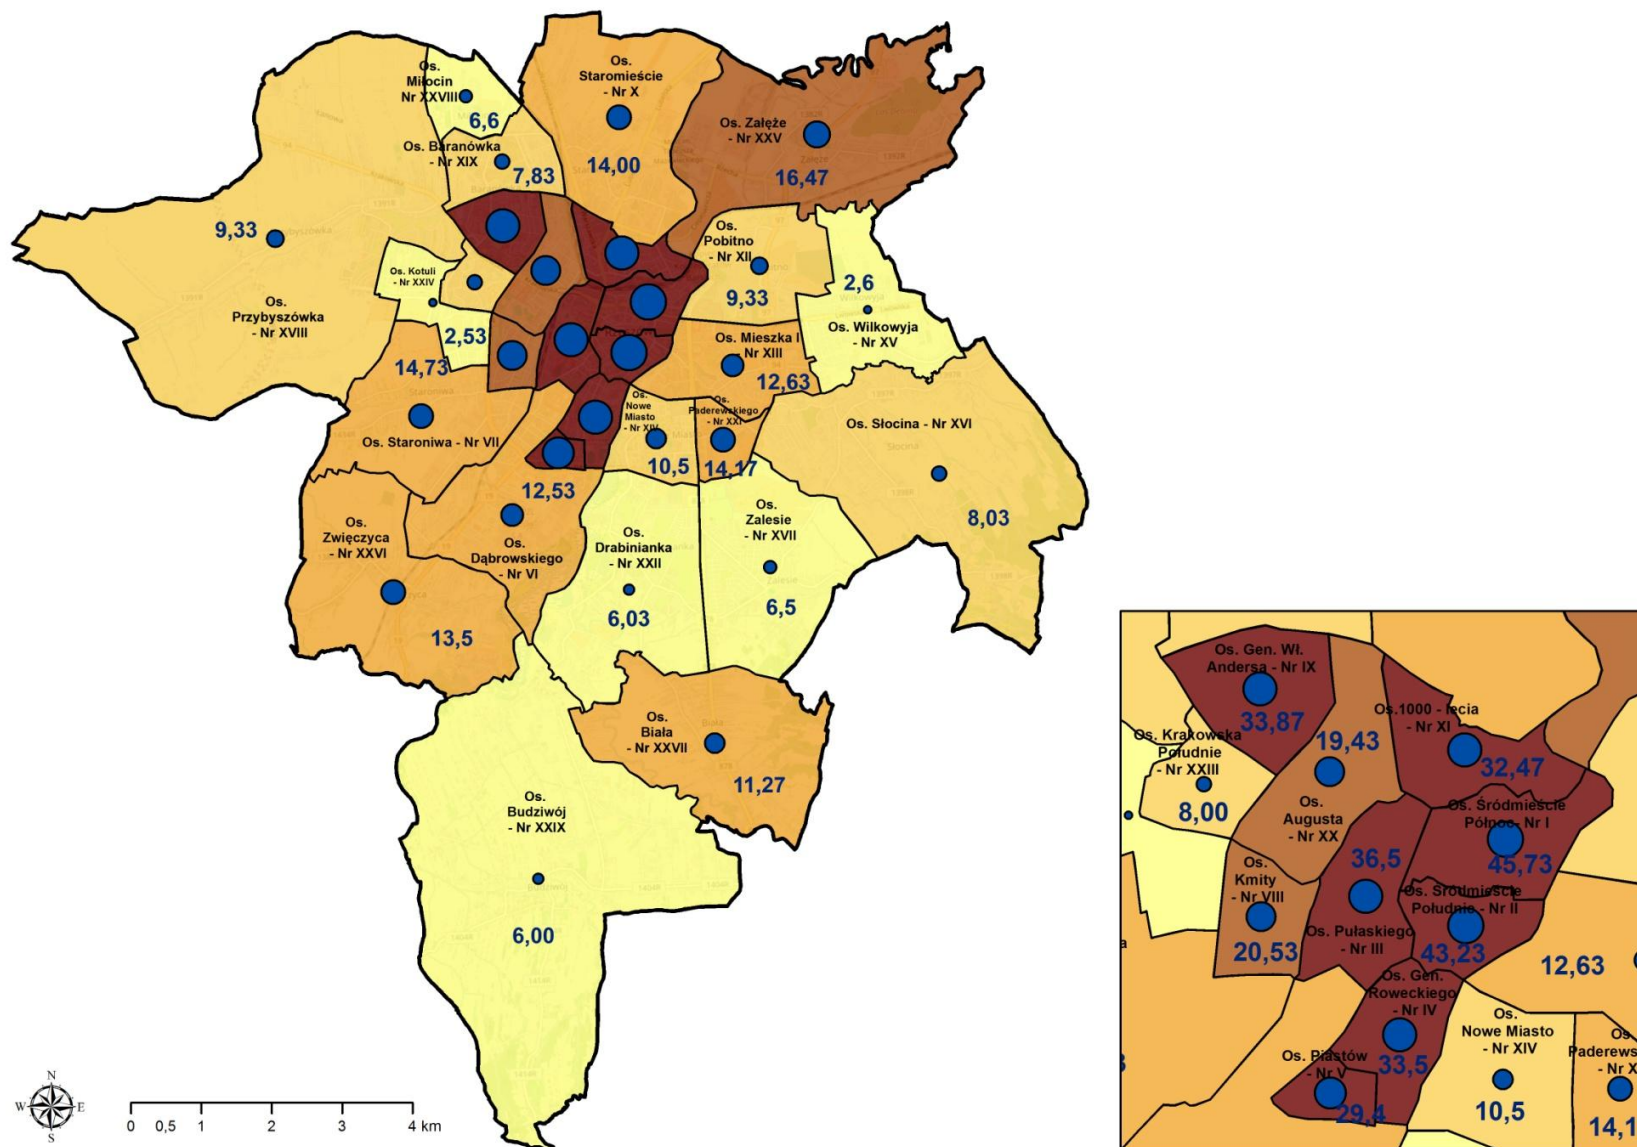 Os.
Miłocin
Nr XXVIII
6,6
Os. Baranówka
- Nr XIX
7,83
Os.
Staromieście
- Nr X
14,00
Os. Załęże
- Nr XXV
16,47
9,33
Os.
Przybyszówka
- Nr XVIII
Os. Kotuli
- Nr XXIV
2,53
Os.
Pobitno
- Nr XII
9,33
2,6
Os. Wilkowyja
- Nr XV
14,73
Os. Staroniwa - Nr VII
Os. Mieszka I
- Nr XIII
12,63
Os.
Nowe
Miasto
- Nr XIV
10,5
Os.
Paderewskiego
- Nr XXI
14,17
Os. Słocina - Nr XVI
8,03
12,53
Os.
Dąbrowskiego
- Nr VI
Os.
Zwięczyca
- Nr XXVI
13,5
Os.
Drabinianka
- Nr XXII
6,03
Os.
Zalesie
- Nr XVII
6,5
Os.
Biała
- Nr XXVII
11,27
Os.
Budziwój
- Nr XXIX
6,00
N
W
E
S
0 0,5 1 2 3 4 km
Os. Gen. Wł.
Andersa - Nr IX
33,87
Os.1000 - lecia
- Nr XI
32,47
19,43
Os.
Augusta
- Nr XX
Os. Krakowska
Południe
- Nr XXIII
8,00
Os. Śródmieście
Północ- Nr I
45,73
36,5
Os. Pułaskiego
- Nr III
Os. Śródmieście
Południe - Nr II
43,23
Os.
Kmity
- Nr VIII
20,53
12,63
Os. Gen.
Roweckiego
- Nr IV
33,5
Os. Piastów
- Nr V
29,4
Os.
Nowe Miasto
- Nr XIV
10,5
Os.
Paderews
- Nr X
14,1